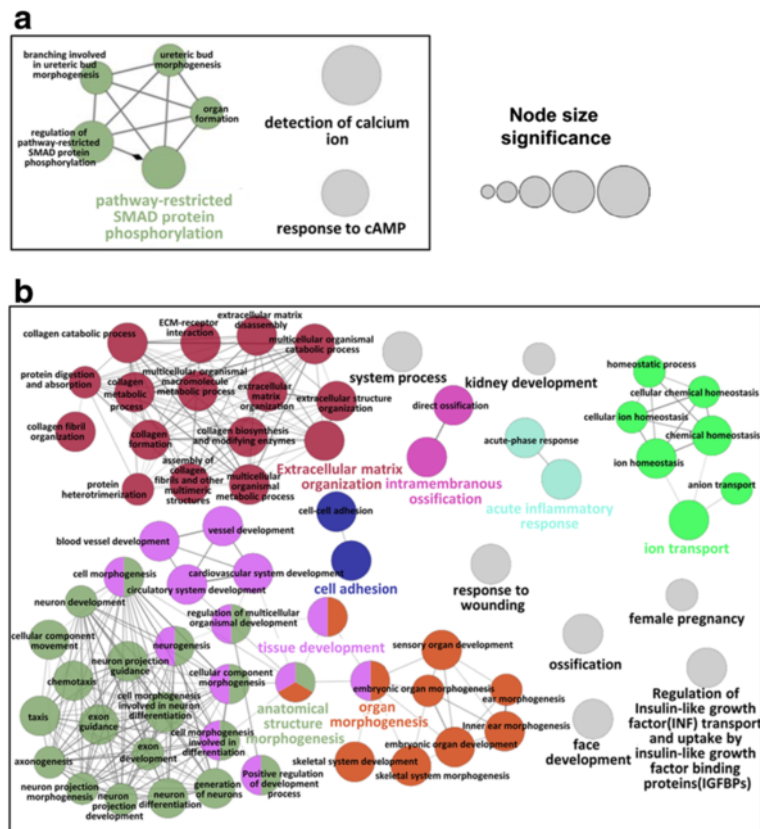 a
branching involved
in ureteric bud
morphogenesis
ureteric bud
morphogenesis
organ
formation
regulation of
pathway-restricted
SMAD protein
phosphorylation
pathway-restricted
SMAD protein
phosphorylation
detection of calcium
ion
response to cAMP
Node size
significance
b
collagen catabolic process
ECM-receptor
interaction
extracellular matrix
disassembly
multicellular organismal
catabolic process
protein digestion
and absorption
collagen
metabolic
process
multicellular organismal
macromolecule metabolic
process
extracellular
matrix
organization
extracellular structure
organization
collagen fibril
organization
collagen
formation
collagen biosynthesis
and modifying enzymes
protein
heterotrimerization
assembly of
collagen
fibrils and other
multimeric
structures
multicellular
organismal
metabolic process
Extracellular matrix
organization
system process
kidney development
direct ossification
intramembranous
ossification
acute-phase response
acute inflammatory
response
homeostatic process
cellular chemical homeostasis
cellular ion homeostasis
chemical homeostasis
ion homeostasis
anion transport
ion transport
cell-cell adhesion
cell adhesion
vessel development
blood vessel development
cardiovascular system development
circulatory system development
cell morphogenesis
neuron development
regulation of multicellular
organismal development
cellular component
movement
neurogenesis
neuron projection
guidance
chemotaxis
cellular component
morphogenesis
cell morphogenesis
involved in neuron
differentiation
taxis
exon
guidance
cell morphogenesis
involved in differentiation
axonogenesis
exon
development
neuron projection
morphogenesis
neuron
projection
development
neuron
differentiation
generation
of neurons
Positive regulation
of development
process
tissue development
anatomical
structure
morphogenesis
organ
morphogenesis
sensory organ development
embryonic organ morphogenesis
ear morphogenesis
Inner ear morphogenesis
embryonic organ development
skeletal system development
skeletal system morphogenesis
response to
wounding
female pregnancy
ossification
face
development
Regulation of
Insulin-like growth
factor(INF) transport
and uptake by
insulin-like growth
factor binding
proteins(IGFBPs)